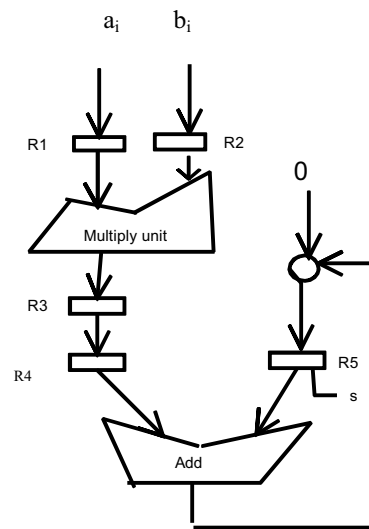 aᵢ bᵢ
R1
R2
0
Multiply unit
R3
R4
R5
s
Add